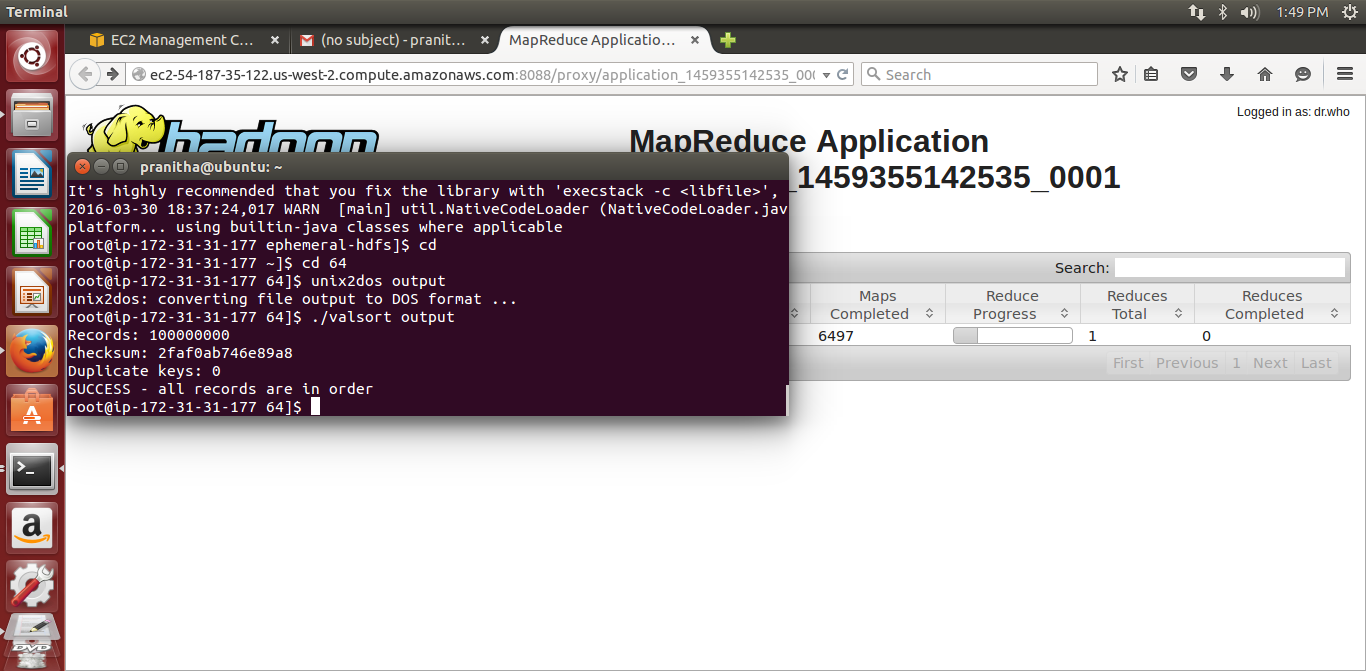 Terminal
1:49 PM
EC2 Management C...
(no subject) - pranit...
MapReduce Applicatio...
ec2-54-187-35-122.us-west-2.compute.amazonaws.com:8088/proxy/application_1459355142535_000
Search
Logged in as: dr.who
hadoop
MapReduce Application
_1459355142535_0001
pranitha@ubuntu: ~
It's highly recommended that you fix the library with 'execstack -c <libfile>',
2016-03-30 18:37:24,017 WARN  [main] util.NativeCodeLoader (NativeCodeLoader.jav
platform... using builtin-java classes where applicable
root@ip-172-31-31-177 ephemeral-hdfs]$ cd
root@ip-172-31-31-177 ~]$ cd 64
root@ip-172-31-31-177 64]$ unix2dos output
unix2dos: converting file output to DOS format ...
root@ip-172-31-31-177 64]$ ./valsort output
Records: 100000000
Checksum: 2faf0ab746e89a8
Duplicate keys: 0
SUCCESS - all records are in order
root@ip-172-31-31-177 64]$
Search:
Maps Completed
Reduce Progress
Reduces Total
Reduces Completed
6497
1
0
First Previous 1 Next Last
DVD